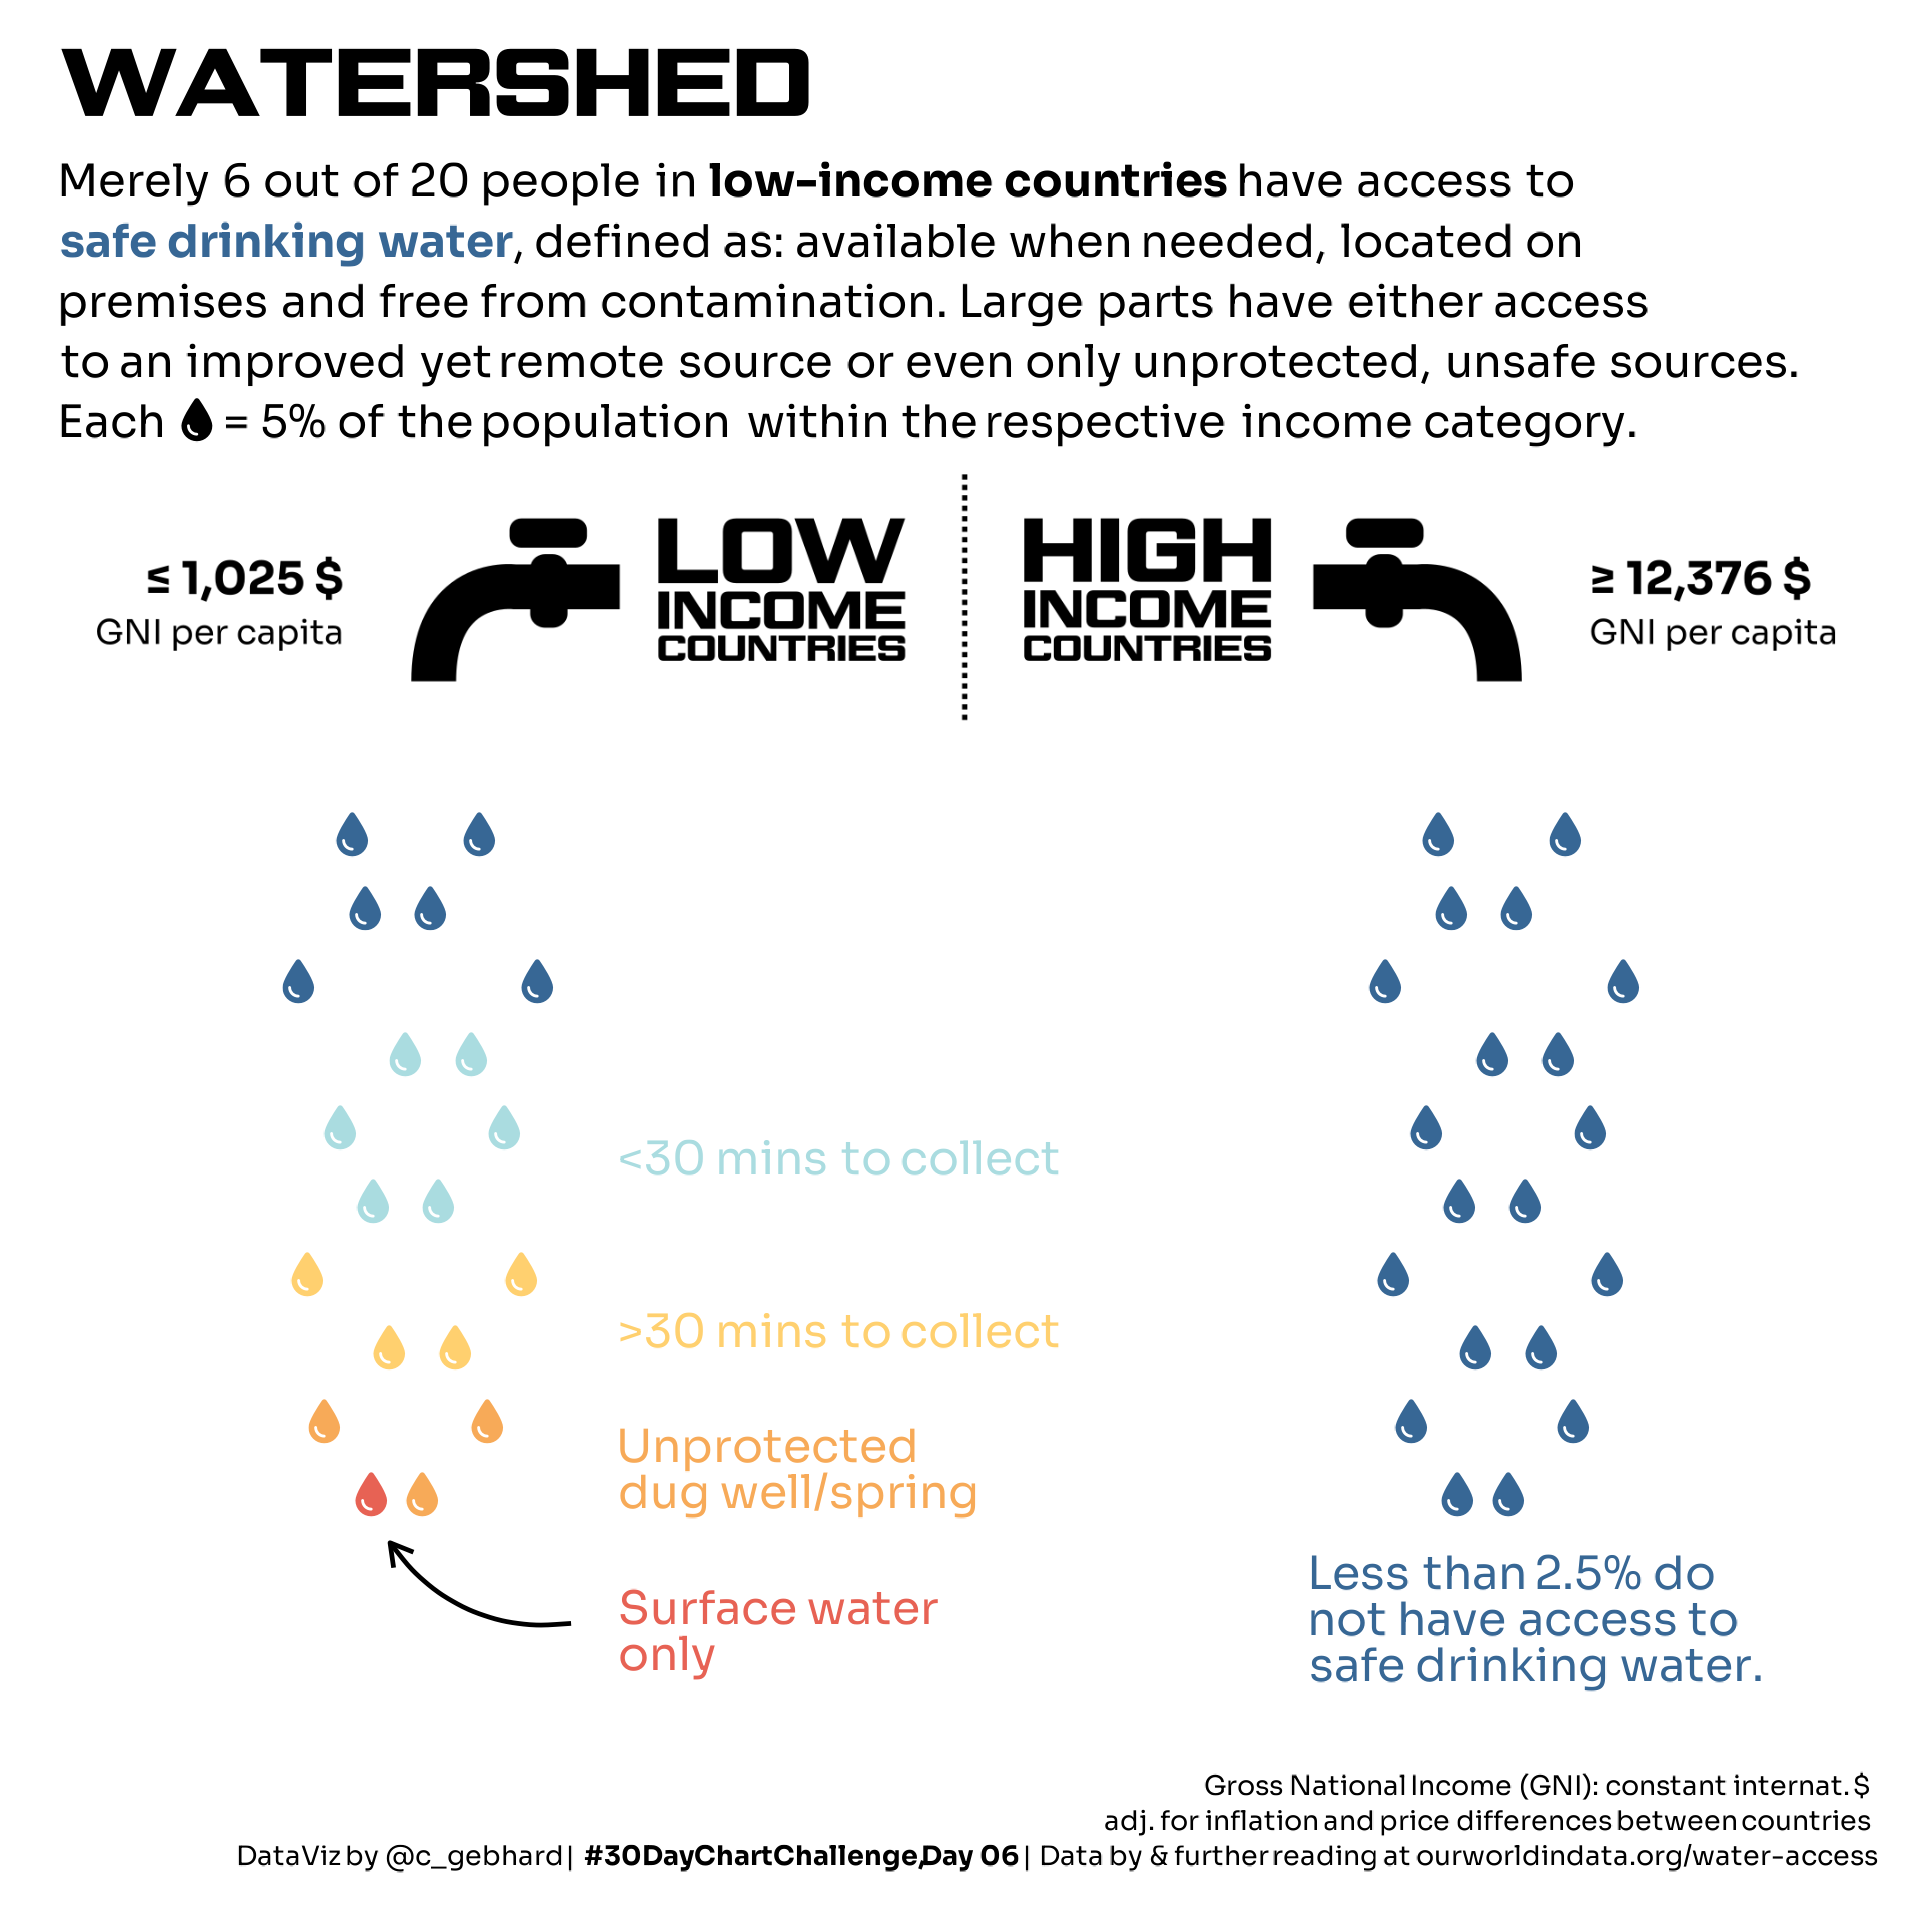 WATERSHED
Merely 6 out of 20 people in low-income countries have access to
safe drinking water, defined as: available when needed, located on
premises and free from contamination. Large parts have either access
to an improved yet remote source or even only unprotected, unsafe sources.
Each = 5% of the population within the respective income category.
≤ 1,025 $
GNI per capita
LOW
INCOME
COUNTRIES
HIGH
INCOME
COUNTRIES
≥ 12,376 $
GNI per capita
<30 mins to collect
>30 mins to collect
Unprotected
dug well/spring
Surface water
only
Less than 2.5% do
not have access to
safe drinking water.
Gross National Income (GNI): constant internat. $
adj. for inflation and price differences between countries
DataViz by @c_gebhard | #30DayChartChallenge, Day 06 | Data by & further reading at ourworldindata.org/water-access